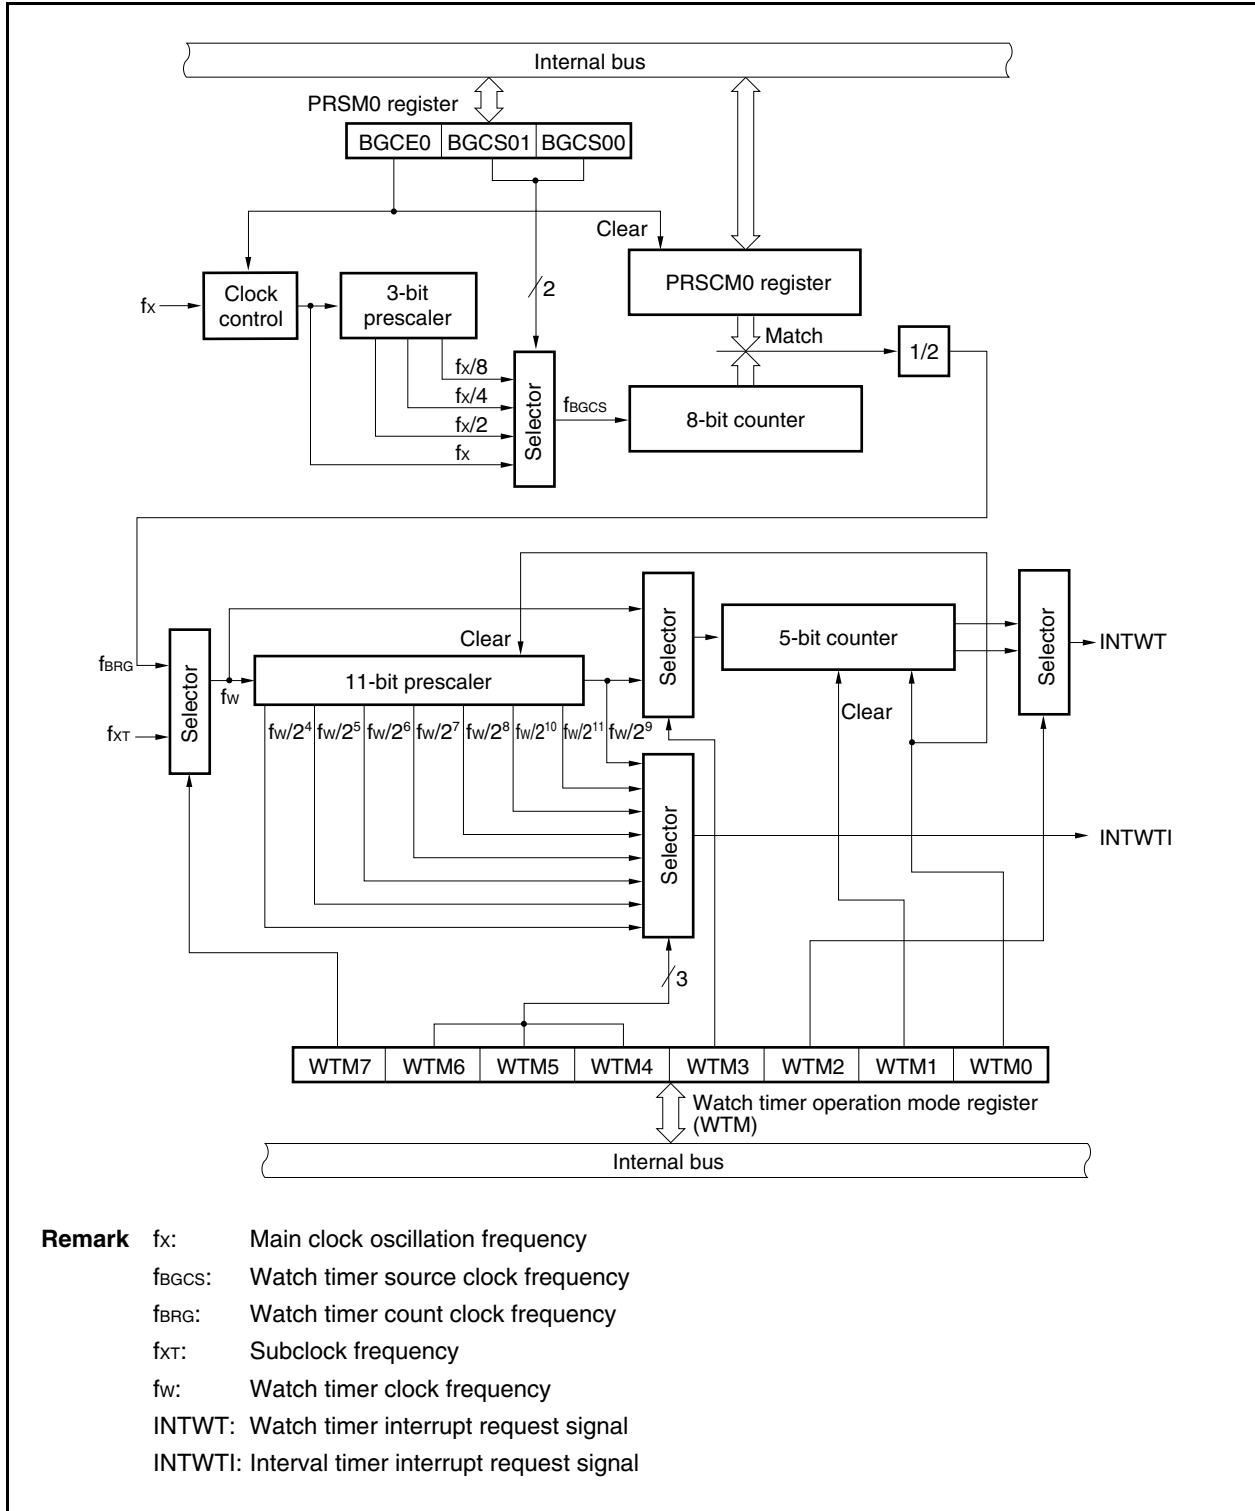 Internal bus
PRSM0 register
BGCE0 BGCS01 BGCS00
Clear
fX
Clock
control
3-bit
prescaler
2
PRSCM0 register
Match
1/2
fX/8
fX/4
fX/2
fX
Selector
fBGCS
8-bit counter
fBRG
fXT
Selector
fW
Clear
11-bit prescaler
fW/2⁴ fW/2⁵ fW/2⁶ fW/2⁷ fW/2⁸ fW/2¹⁰ fW/2¹¹ fW/2⁹
Selector
5-bit counter
Clear
Selector
INTWT
Selector
INTWTI
3
WTM7 WTM6 WTM5 WTM4 WTM3 WTM2 WTM1 WTM0
Watch timer operation mode register
(WTM)
Internal bus
Remark fX: Main clock oscillation frequency
fBGCS: Watch timer source clock frequency
fBRG: Watch timer count clock frequency
fXT: Subclock frequency
fW: Watch timer clock frequency
INTWT: Watch timer interrupt request signal
INTWTI: Interval timer interrupt request signal